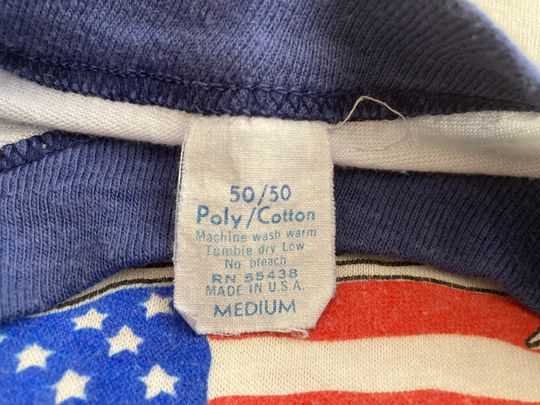 50/50
Poly/Cotton
Machine wash warm
Tumble dry Low
No bleach
RN 55438
MADE IN U.S.A.
MEDIUM